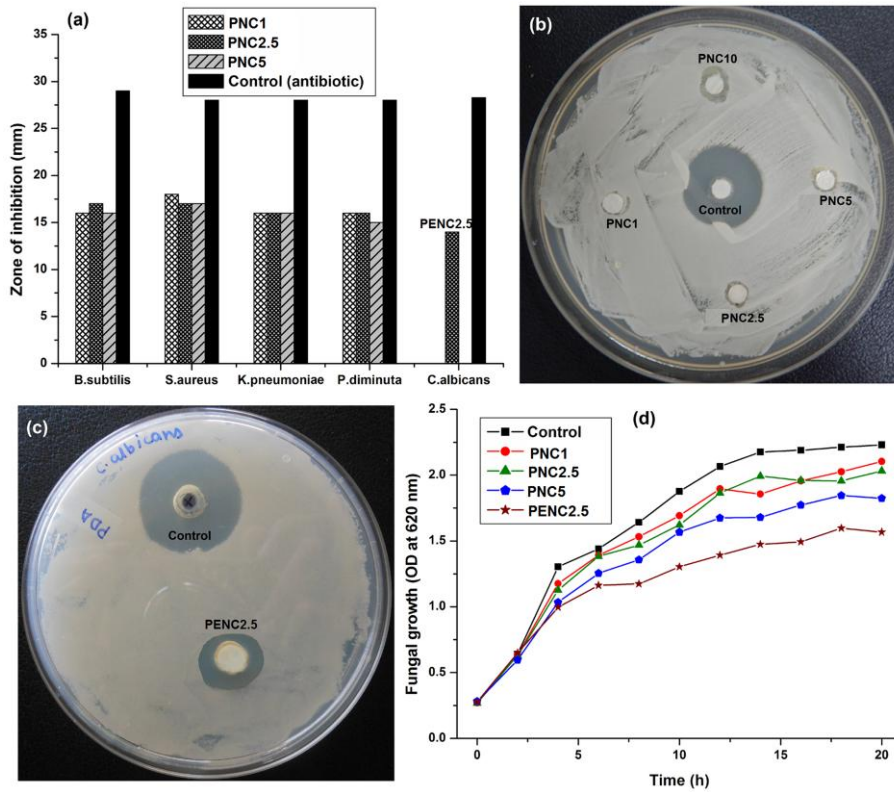 (a)
PNC1
PNC2.5
PNC5
Control (antibiotic)
35
30
25
20
15
10
5
0
Zone of inhibition (mm)
PENC2.5
B.subtilis
S.aureus
K.pneumoniae
P.diminuta
C.albicans
(b)
PNC10
PNC5
PNC1
Control
PNC2.5
(c)
C. albicans
PDA
Control
PENC2.5
(d)
Control
PNC1
PNC2.5
PNC5
PENC2.5
2.5
2.0
1.5
1.0
0.5
0.0
Fungal growth (OD at 620 nm)
0
5
10
15
20
Time (h)